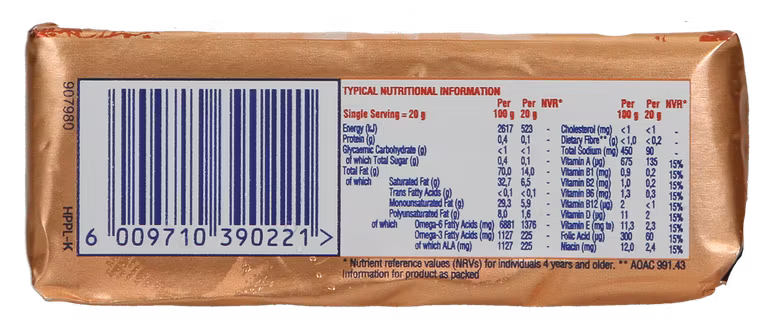 907980
HPPL-K
6 009710 390221 >
TYPICAL NUTRITIONAL INFORMATION
Single Serving = 20 g Per 100 g Per 20 g NVR* Per 100 g Per 20 g NVR*
Energy (kJ) 2617 523 - Cholesterol (mg) <1 <1 -
Protein (g) 0,4 0,1 - Dietary Fibre** (g) <1,0 <0,2 -
Glycaemic Carbohydrate (g) <1 <1 - Total Sodium (mg) 450 90 -
of which Total Sugar (g) 0,4 0,1 - Vitamin A (µg) 675 135 15%
Total Fat (g) 70,0 14,0 - Vitamin B1 (mg) 0,9 0,2 15%
of which Saturated Fat (g) 32,7 6,5 - Vitamin B2 (mg) 1,0 0,2 15%
Trans Fatty Acids (g) <0,1 <0,1 - Vitamin B6 (mg) 1,3 0,3 15%
Monounsaturated Fat (g) 29,3 5,9 - Vitamin B12 (µg) 2 <1 15%
Polyunsaturated Fat (g) 8,0 1,6 - Vitamin D (µg) 11 2 15%
of which Omega-6 Fatty Acids (mg) 6881 1376 - Vitamin E (mg te) 11,3 2,3 15%
Omega-3 Fatty Acids (mg) 1127 225 - Folic Acid (µg) 300 60 15%
of which ALA (mg) 1127 225 - Niacin (mg) 12,0 2,4 15%
* Nutrient reference values (NRVs) for individuals 4 years and older. ** AOAC 991.43
Information for product as packed